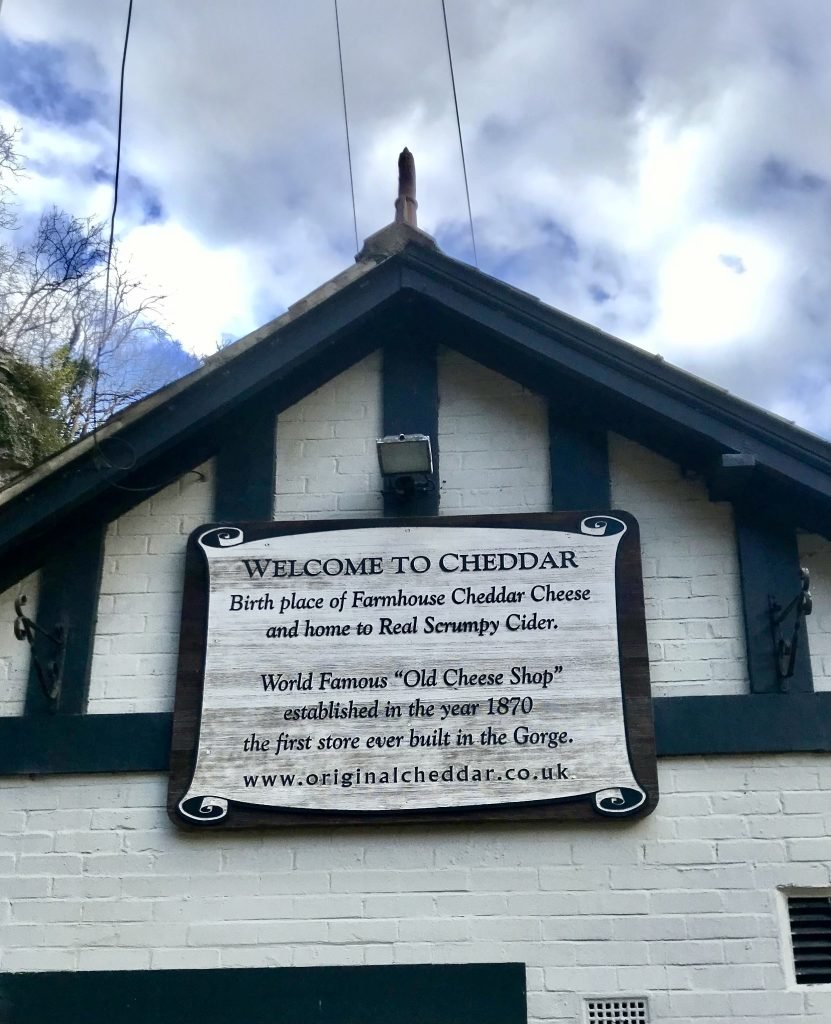 WELCOME TO CHEDDAR
Birth place of Farmhouse Cheddar Cheese
and home to Real Scrumpy Cider.
World Famous “Old Cheese Shop”
established in the year 1870
the first store ever built in the Gorge.
www.originalcheddar.co.uk